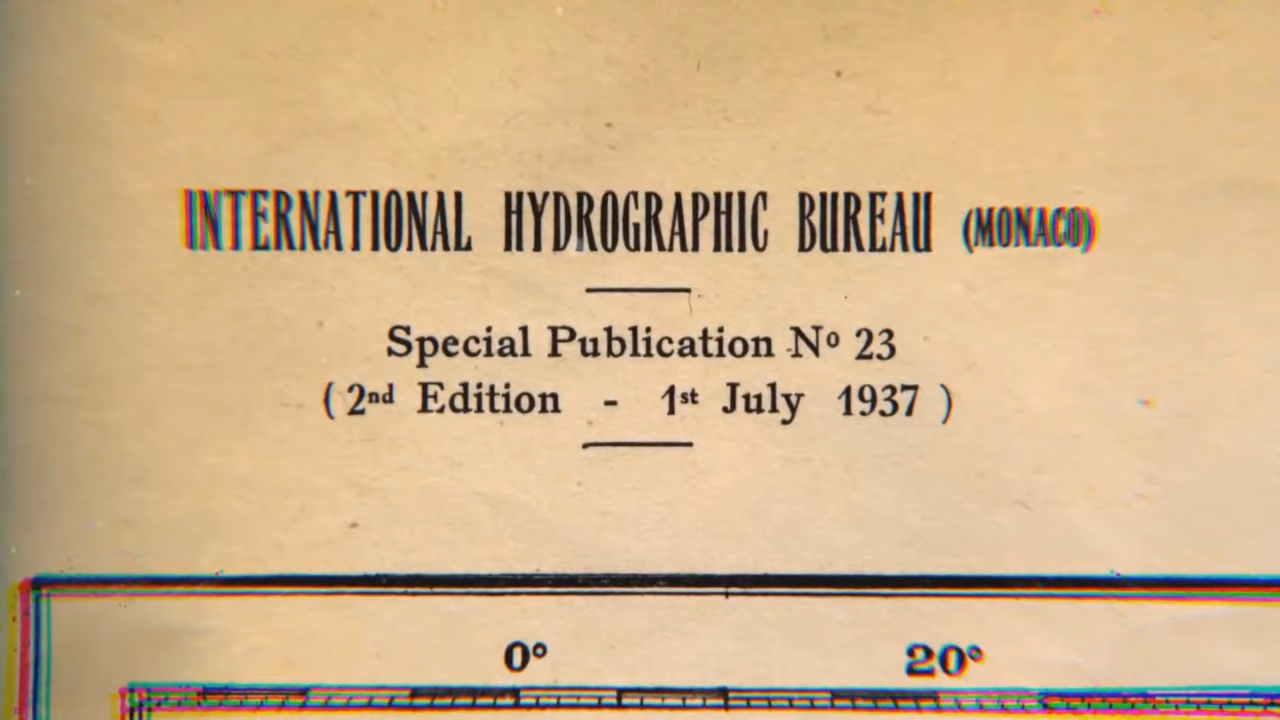 INTERNATIONAL HYDROGRAPHIC BUREAU (MONACO)
Special Publication Nº 23
( 2nd Edition - 1st July 1937 )
0° 20°